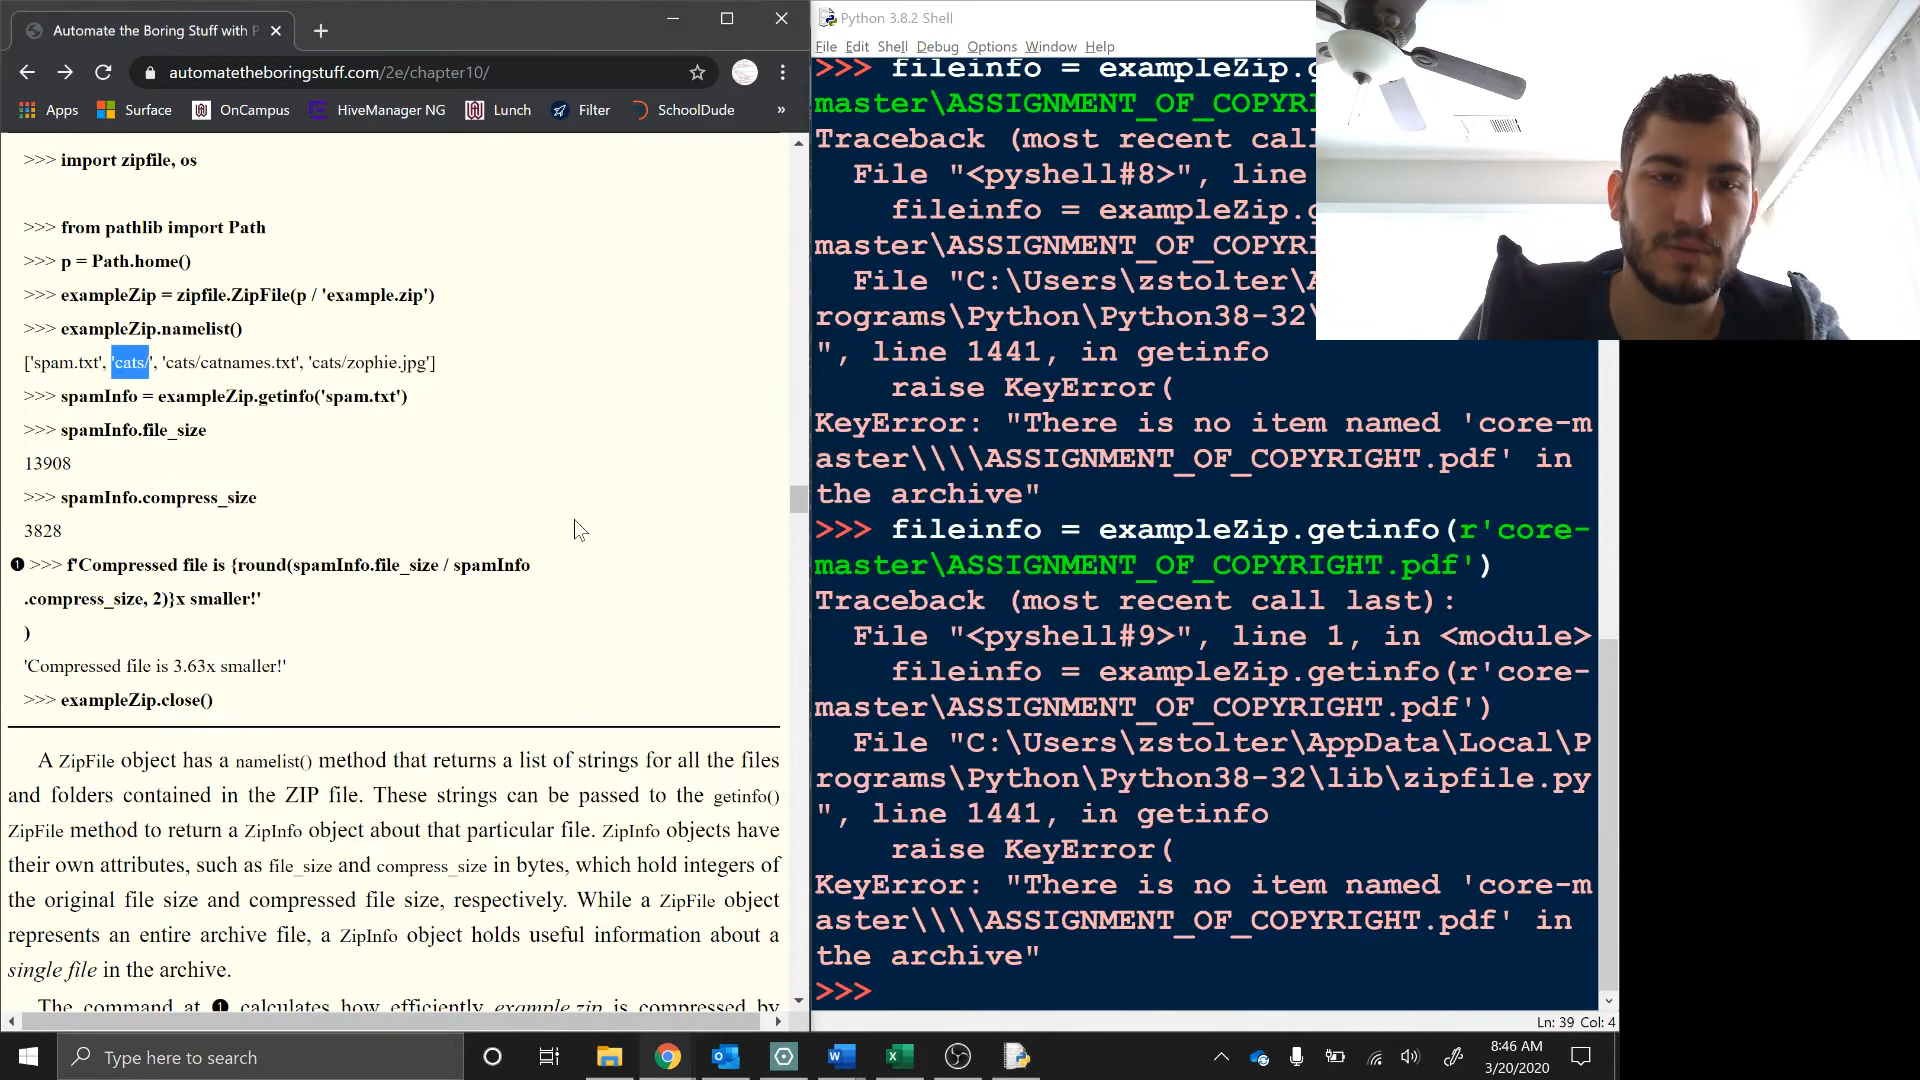 Automate the Boring Stuff with P
automatetheboringstuff.com/2e/chapter10/
Apps Surface OnCampus HiveManager NG Lunch Filter SchoolDude »
>>> import zipfile, os
>>> from pathlib import Path
>>> p = Path.home()
>>> exampleZip = zipfile.ZipFile(p / 'example.zip')
>>> exampleZip.namelist()
['spam.txt', 'cats/', 'cats/catnames.txt', 'cats/zophie.jpg']
>>> spamInfo = exampleZip.getinfo('spam.txt')
>>> spamInfo.file_size
13908
>>> spamInfo.compress_size
3828
❶ >>> f'Compressed file is {round(spamInfo.file_size / spamInfo
.compress_size, 2)}x smaller!'
)
'Compressed file is 3.63x smaller!'
>>> exampleZip.close()
A ZipFile object has a namelist() method that returns a list of strings for all the files
and folders contained in the ZIP file. These strings can be passed to the getinfo()
ZipFile method to return a ZipInfo object about that particular file. ZipInfo objects have
their own attributes, such as file_size and compress_size in bytes, which hold integers of
the original file size and compressed file size, respectively. While a ZipFile object
represents an entire archive file, a ZipInfo object holds useful information about a
single file in the archive.
The command at ❶ calculates how efficiently example.zip is compressed by
Python 3.8.2 Shell
File Edit Shell Debug Options Window Help
>>> fileinfo = exampleZip.g
master\ASSIGNMENT_OF_COPYRI
Traceback (most recent call
File "<pyshell#8>", line
fileinfo = exampleZip.g
master\ASSIGNMENT_OF_COPYRI
File "C:\Users\zstolter\A
rograms\Python\Python38-32\
", line 1441, in getinfo
raise KeyError(
KeyError: "There is no item named 'core-m
aster\\\\ASSIGNMENT_OF_COPYRIGHT.pdf' in
the archive"
>>> fileinfo = exampleZip.getinfo(r'core-
master\ASSIGNMENT_OF_COPYRIGHT.pdf')
Traceback (most recent call last):
File "<pyshell#9>", line 1, in <module>
fileinfo = exampleZip.getinfo(r'core-
master\ASSIGNMENT_OF_COPYRIGHT.pdf')
File "C:\Users\zstolter\AppData\Local\P
rograms\Python\Python38-32\lib\zipfile.py
", line 1441, in getinfo
raise KeyError(
KeyError: "There is no item named 'core-m
aster\\\\ASSIGNMENT_OF_COPYRIGHT.pdf' in
the archive"
>>>
Ln: 39 Col: 4
Type here to search
8:46 AM
3/20/2020